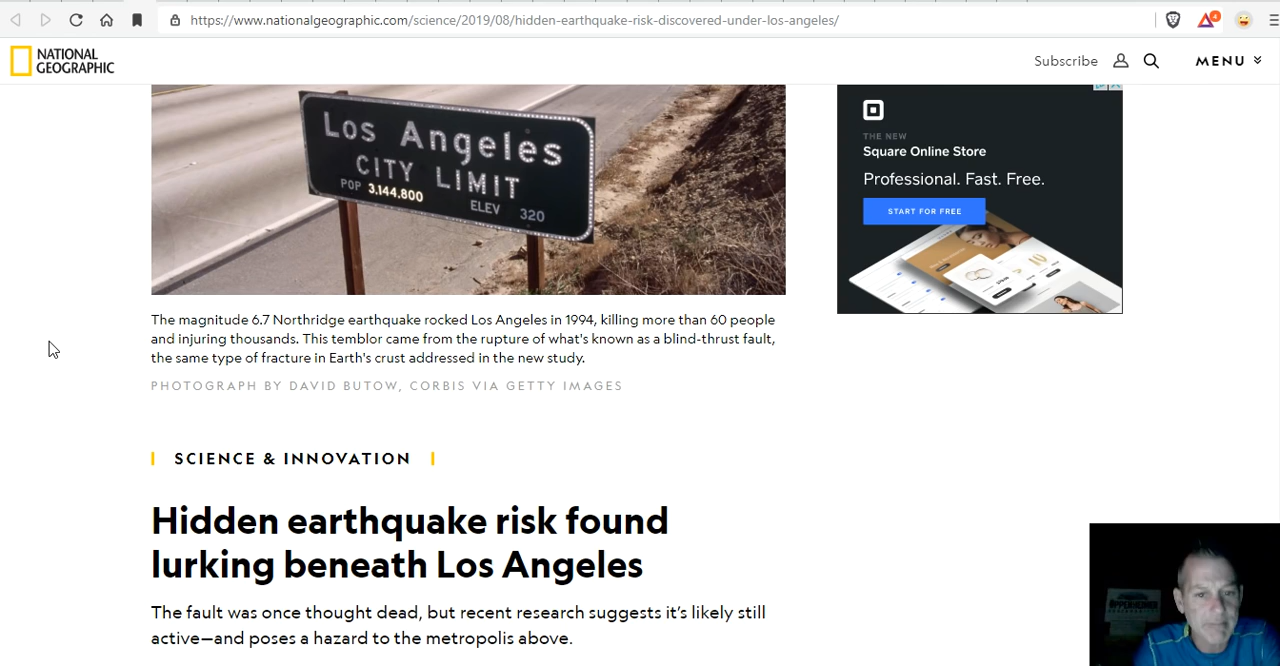 https://www.nationalgeographic.com/science/2019/08/hidden-earthquake-risk-discovered-under-los-angeles/
4
NATIONAL
GEOGRAPHIC
Subscribe
MENU
Los Angeles
CITY LIMIT
POP 3.144.800
ELEV 320
THE NEW
Square Online Store
Professional. Fast. Free.
START FOR FREE
The magnitude 6.7 Northridge earthquake rocked Los Angeles in 1994, killing more than 60 people
and injuring thousands. This temblor came from the rupture of what's known as a blind-thrust fault,
the same type of fracture in Earth's crust addressed in the new study.
PHOTOGRAPH BY DAVID BUTOW, CORBIS VIA GETTY IMAGES
SCIENCE & INNOVATION
Hidden earthquake risk found
lurking beneath Los Angeles
The fault was once thought dead, but recent research suggests it's likely still
active—and poses a hazard to the metropolis above.